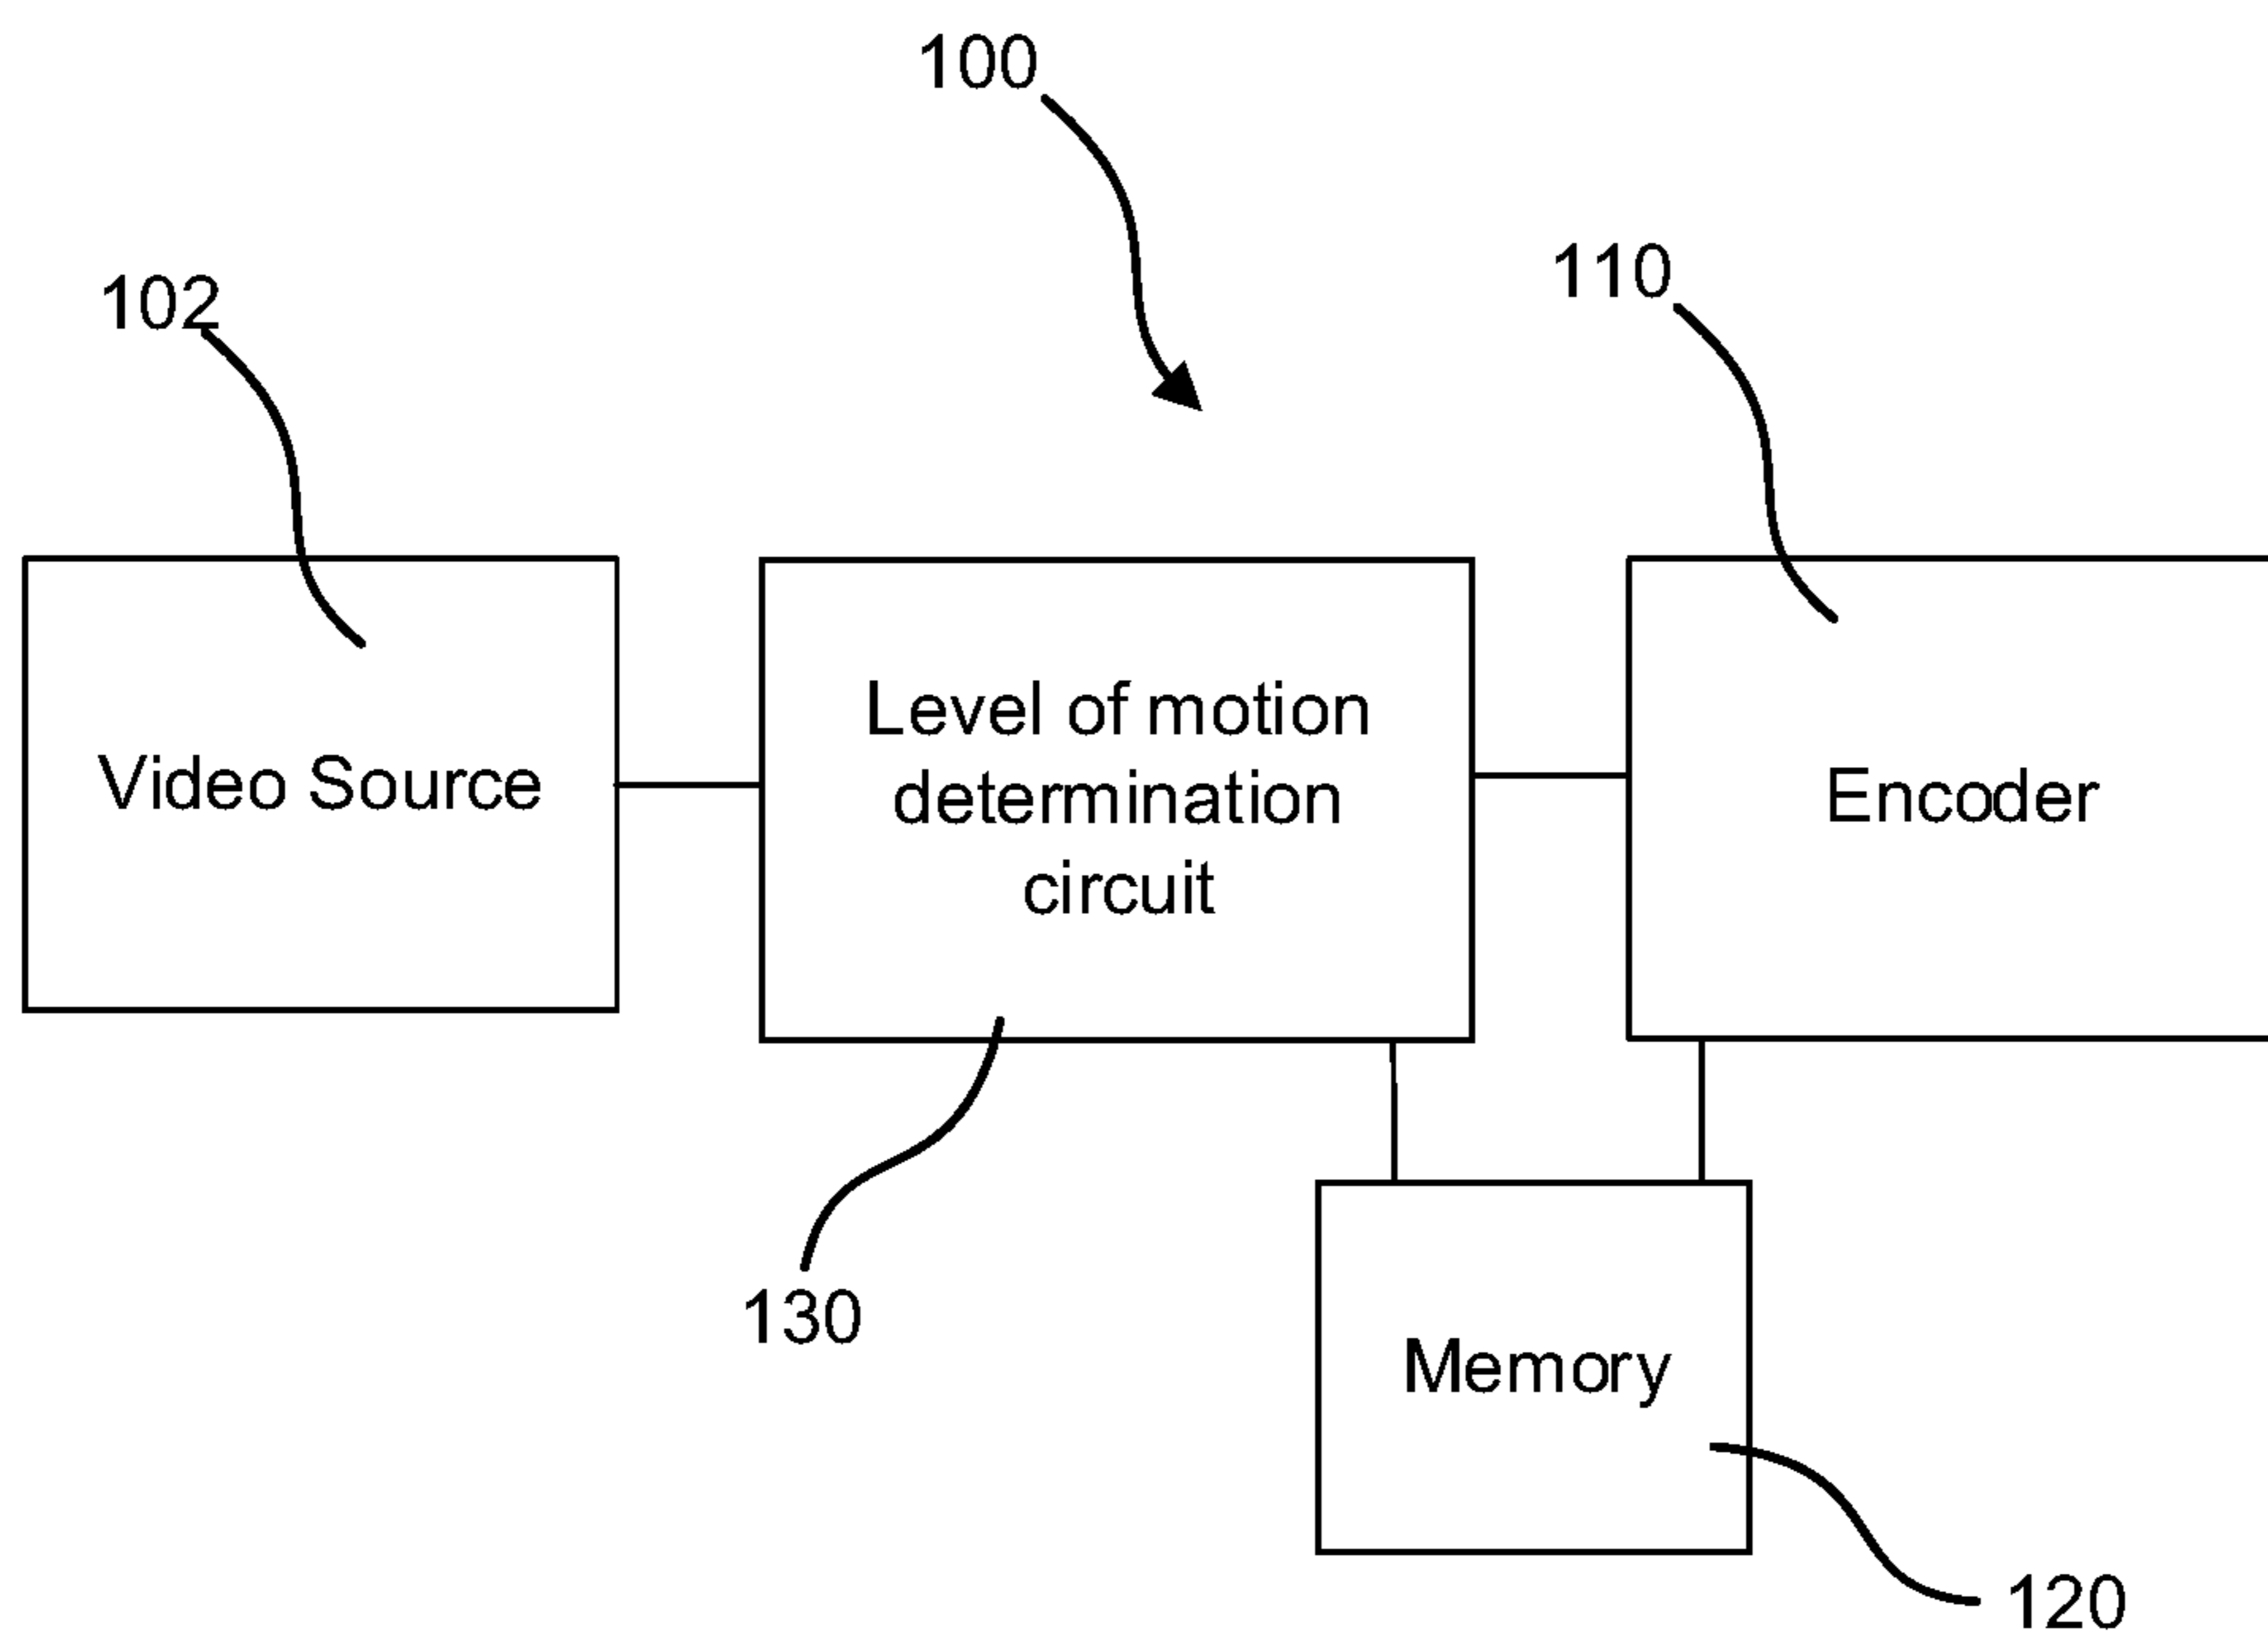 100
102
110
Video Source
Level of motion
determination
circuit
Encoder
130
Memory
120